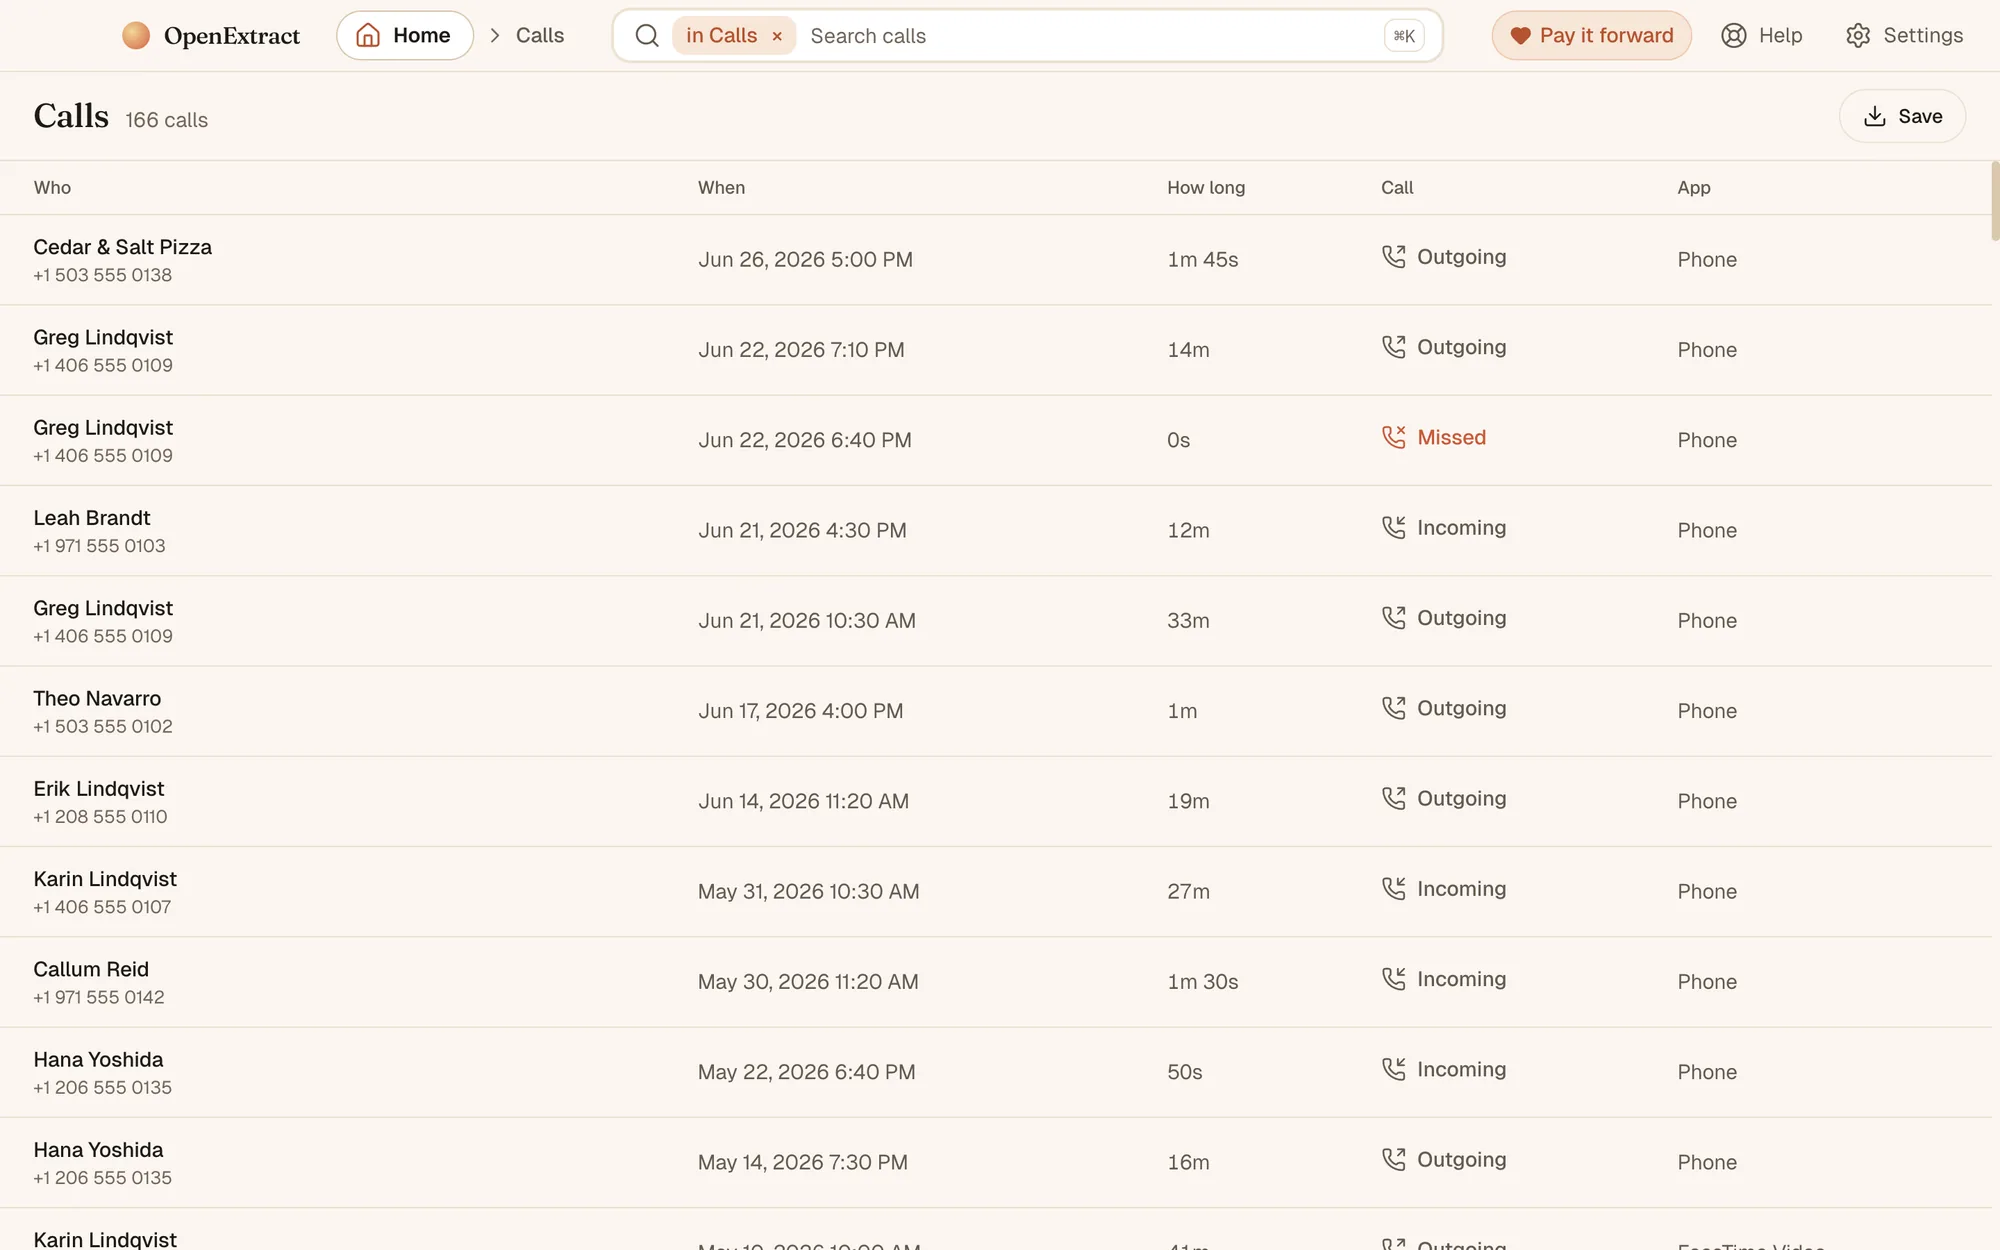 OpenExtract Home Calls in Calls × Search calls ⌘K Pay it forward Help Settings
Calls 166 calls Save
Who When How long Call App
Cedar & Salt Pizza
+1 503 555 0138
Jun 26, 2026 5:00 PM 1m 45s Outgoing Phone
Greg Lindqvist
+1 406 555 0109
Jun 22, 2026 7:10 PM 14m Outgoing Phone
Greg Lindqvist
+1 406 555 0109
Jun 22, 2026 6:40 PM 0s Missed Phone
Leah Brandt
+1 971 555 0103
Jun 21, 2026 4:30 PM 12m Incoming Phone
Greg Lindqvist
+1 406 555 0109
Jun 21, 2026 10:30 AM 33m Outgoing Phone
Theo Navarro
+1 503 555 0102
Jun 17, 2026 4:00 PM 1m Outgoing Phone
Erik Lindqvist
+1 208 555 0110
Jun 14, 2026 11:20 AM 19m Outgoing Phone
Karin Lindqvist
+1 406 555 0107
May 31, 2026 10:30 AM 27m Incoming Phone
Callum Reid
+1 971 555 0142
May 30, 2026 11:20 AM 1m 30s Incoming Phone
Hana Yoshida
+1 206 555 0135
May 22, 2026 6:40 PM 50s Incoming Phone
Hana Yoshida
+1 206 555 0135
May 14, 2026 7:30 PM 16m Outgoing Phone
Karin Lindqvist
Outgoing FaceTime Video